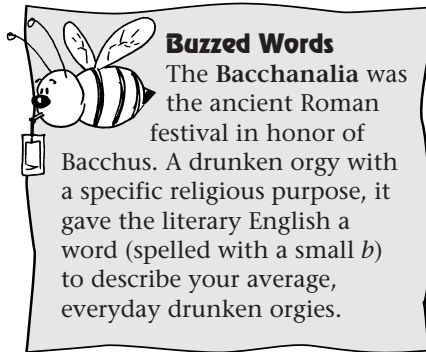 Buzzed Words
The Bacchanalia was
the ancient Roman
festival in honor of
Bacchus. A drunken orgy with
a specific religious purpose, it
gave the literary English a
word (spelled with a small b)
to describe your average,
everyday drunken orgies.